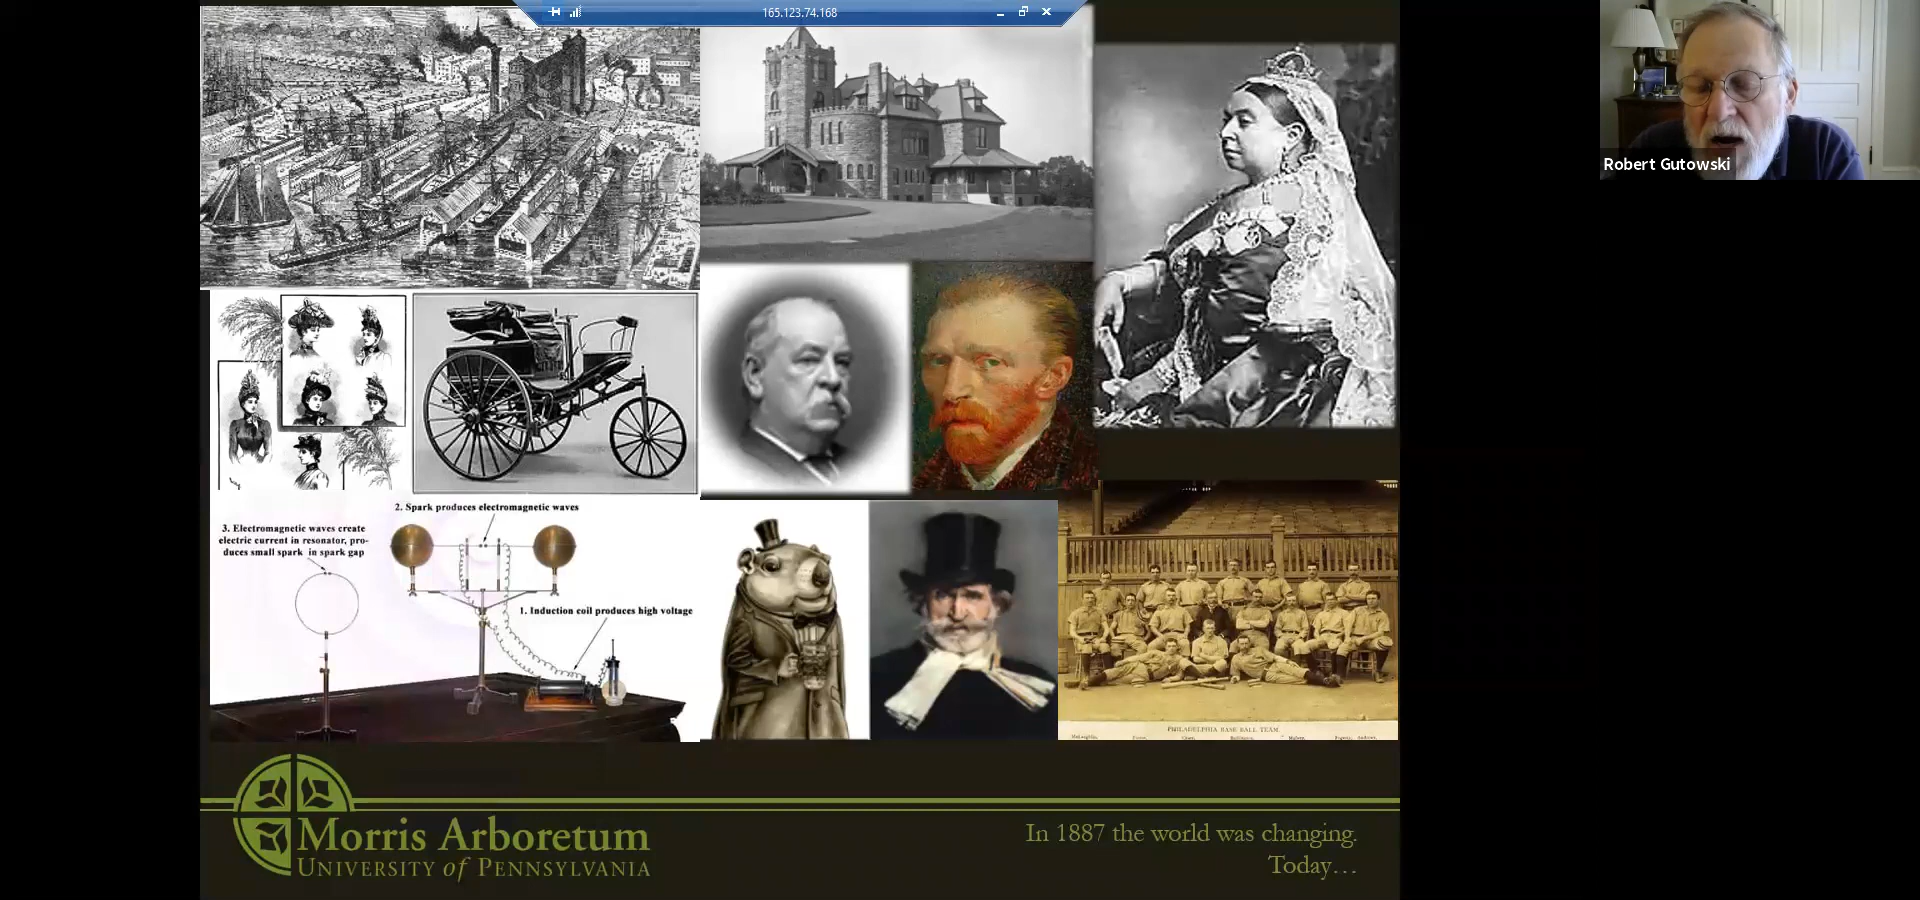 165.123.74.168
Robert Gutowski
2. Spark produces electromagnetic waves
3. Electromagnetic waves create
electric current in resonator, pro-
duces small spark in spark gap
1. Induction coil produces high voltage
PHILADELPHIA BASE BALL TEAM.
Morris Arboretum
UNIVERSITY of PENNSYLVANIA
In 1887 the world was changing.
Today…